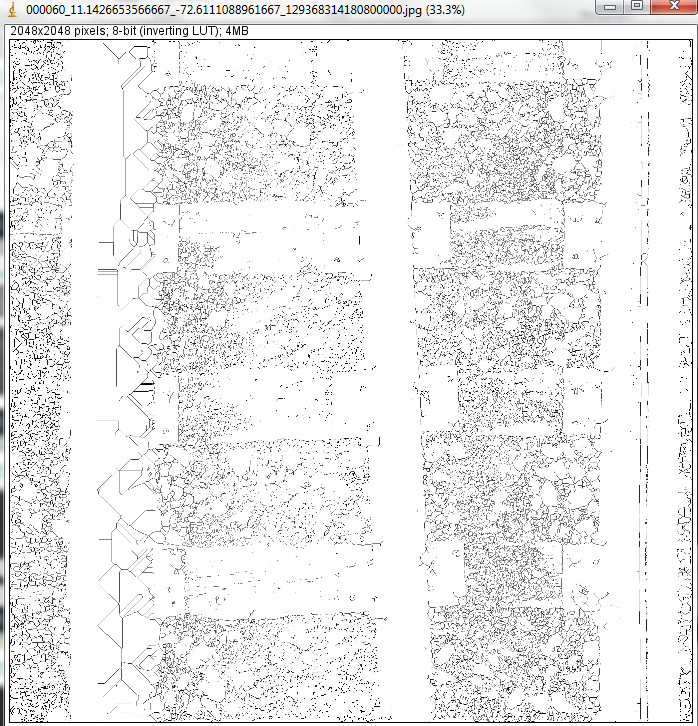 000060_11.1426653566667_-72.6111088961667_129368314180800000.jpg (33.3%)
2048x2048 pixels; 8-bit (inverting LUT); 4MB